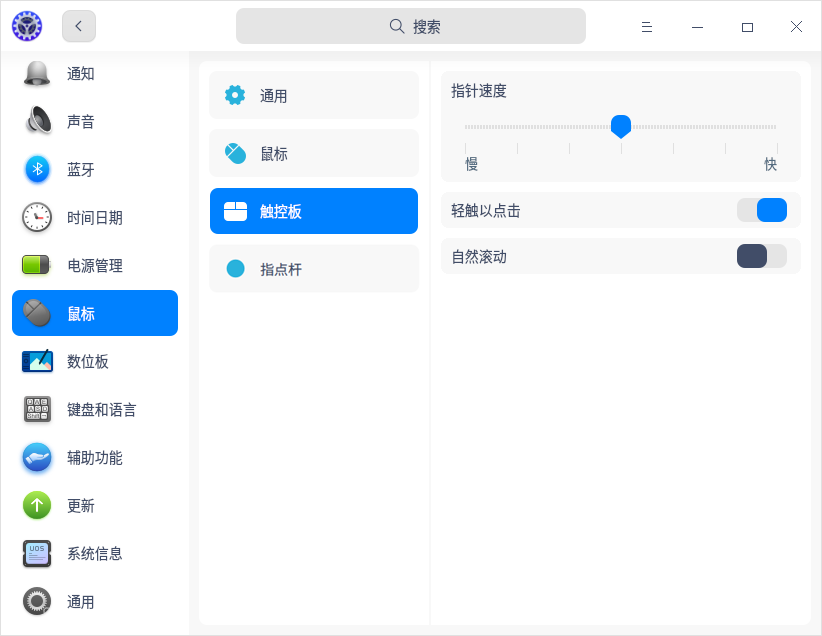 搜索
通知
声音
蓝牙
时间日期
电源管理
鼠标
数位板
键盘和语言
辅助功能
更新
UOS
系统信息
通用
通用
鼠标
触控板
指点杆
指针速度
慢 快
轻触以点击
自然滚动